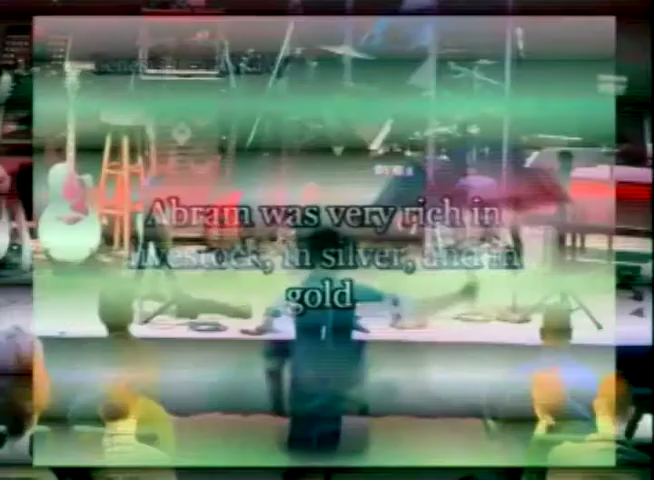 Abram was very rich in
livestock, in silver, and in
gold.